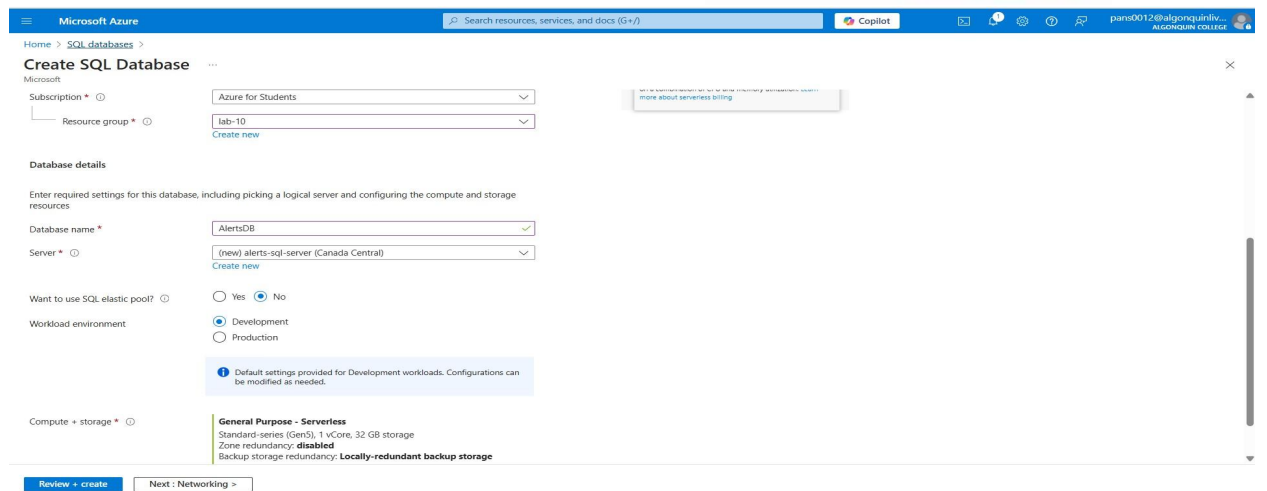 Microsoft Azure
Search resources, services, and docs (G+/)
Copilot
1
pans0012@algonquinliv...
ALGONQUIN COLLEGE
Home > SQL databases >
Create SQL Database ...
Microsoft
Subscription *
Azure for Students
more about serverless billing
Resource group *
lab-10
Create new
Database details
Enter required settings for this database, including picking a logical server and configuring the compute and storage
resources
Database name *
AlertsDB
Server *
(new) alerts-sql-server (Canada Central)
Create new
Want to use SQL elastic pool?
Yes
No
Workload environment
Development
Production
Default settings provided for Development workloads. Configurations can
be modified as needed.
Compute + storage *
General Purpose - Serverless
Standard-series (Gen5), 1 vCore, 32 GB storage
Zone redundancy: disabled
Backup storage redundancy: Locally-redundant backup storage
Review + create
Next : Networking >